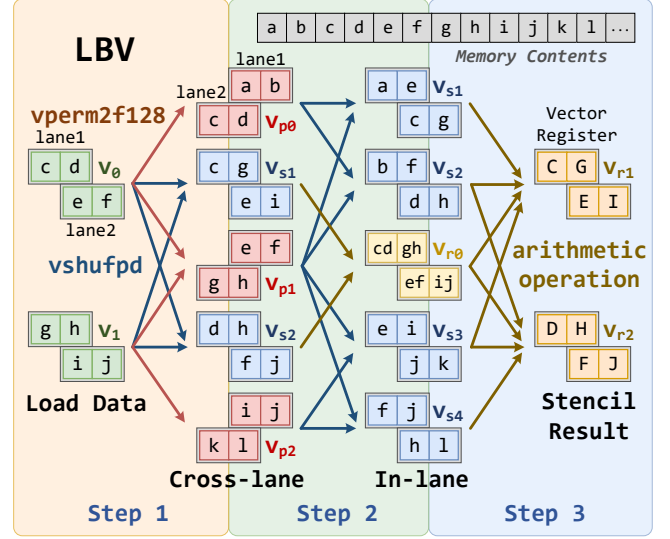 a b c d e f g h i j k l ...
Memory Contents
LBV
lane1
lane2
a b
c d
v_p0
a e
v_s1
c g
vperm2f128
lane1
c d
v_0
e f
lane2
c g
v_s1
e i
b f
v_s2
d h
Vector
Register
C G
v_r1
E I
vshufpd
e f
g h
v_p1
cd gh
v_r0
ef ij
arithmetic
operation
g h
v_1
i j
d h
v_s2
f j
e i
v_s3
j k
D H
v_r2
F J
Load Data
i j
k l
v_p2
f j
v_s4
h l
Stencil
Result
Cross-lane
In-lane
Step 1
Step 2
Step 3